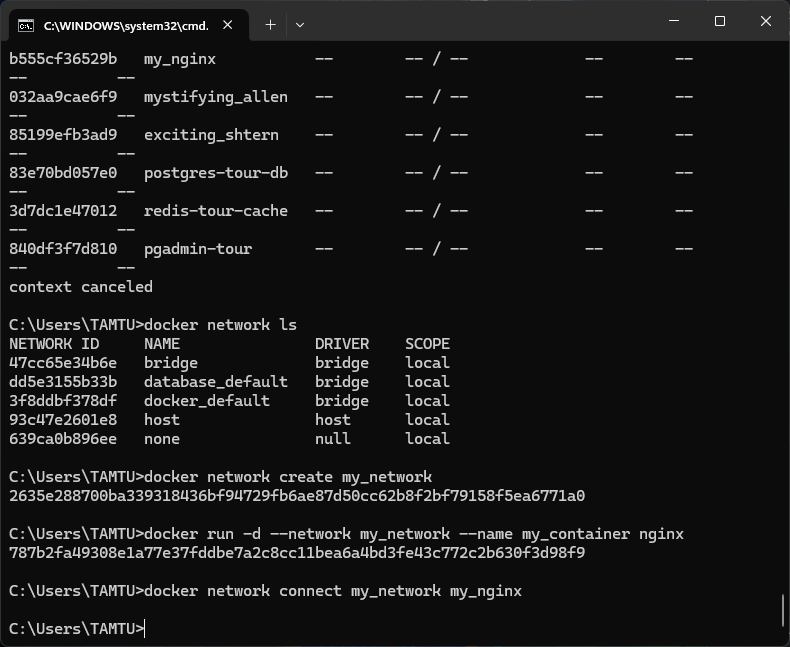 C:\WINDOWS\system32\cmd.
b555cf36529b   my_nginx           --        -- / --             --        --
--          --
032aa9cae6f9   mystifying_allen   --        -- / --             --        --
--          --
85199efb3ad9   exciting_shtern    --        -- / --             --        --
--          --
83e70bd057e0   postgres-tour-db   --        -- / --             --        --
--          --
3d7dc1e47012   redis-tour-cache   --        -- / --             --        --
--          --
840df3f7d810   pgadmin-tour       --        -- / --             --        --
--          --
context canceled
C:\Users\TAMTU>docker network ls
NETWORK ID     NAME               DRIVER    SCOPE
47cc65e34b6e   bridge             bridge    local
dd5e3155b33b   database_default   bridge    local
3f8ddbf378df   docker_default     bridge    local
93c47e2601e8   host               host      local
639ca0b896ee   none               null      local
C:\Users\TAMTU>docker network create my_network
2635e288700ba339318436bf94729fb6ae87d50cc62b8f2bf79158f5ea6771a0
C:\Users\TAMTU>docker run -d --network my_network --name my_container nginx
787b2fa49308e1a77e37fddbe7a2c8cc11bea6a4bd3fe43c772c2b630f3d98f9
C:\Users\TAMTU>docker network connect my_network my_nginx
C:\Users\TAMTU>